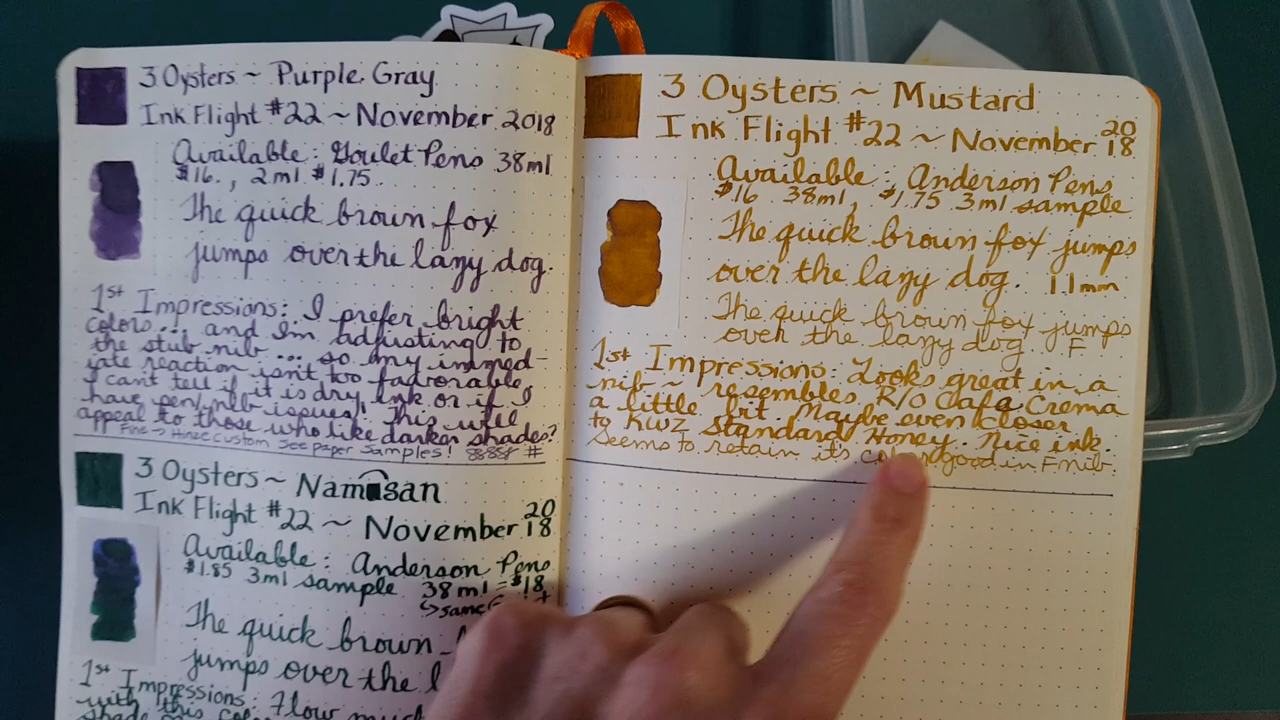 3 Oysters ~ Purple Gray
Ink Flight #22 ~ November 2018
Available: Goulet Pens 38ml
$16., 2ml $1.75
The quick brown fox
jumps over the lazy dog.
1st Impressions: I prefer bright
colors... and I'm adjusting to
the stub nib... so my immed-
iate reaction isn't too favorable.
I can't tell if it is dry ink or if I
have pen/nib issues! This will
appeal to those who like darker shades?
Fine → Hinze Custom See paper samples!
3 Oysters ~ Namusan
Ink Flight #22 ~ November 2018
Available: Anderson Pens
$1.85 3ml sample 38ml = $18
↳ same
The quick brown
jumps over the l
1st Impressions: Flow much
with this
shade
3 Oysters ~ Mustard
Ink Flight #22 ~ November 2018
Available: Anderson Pens
$16 38ml, $1.75 3ml sample
The quick brown fox jumps
over the lazy dog. 1.1mm
The quick brown fox jumps
over the lazy dog F
1st Impressions: Looks great in a
nib ~ resembles R/O Cafe Crema
a little bit. Maybe even closer
to KWZ Standard Honey. Nice ink.
Seems to retain it's good in F nib.